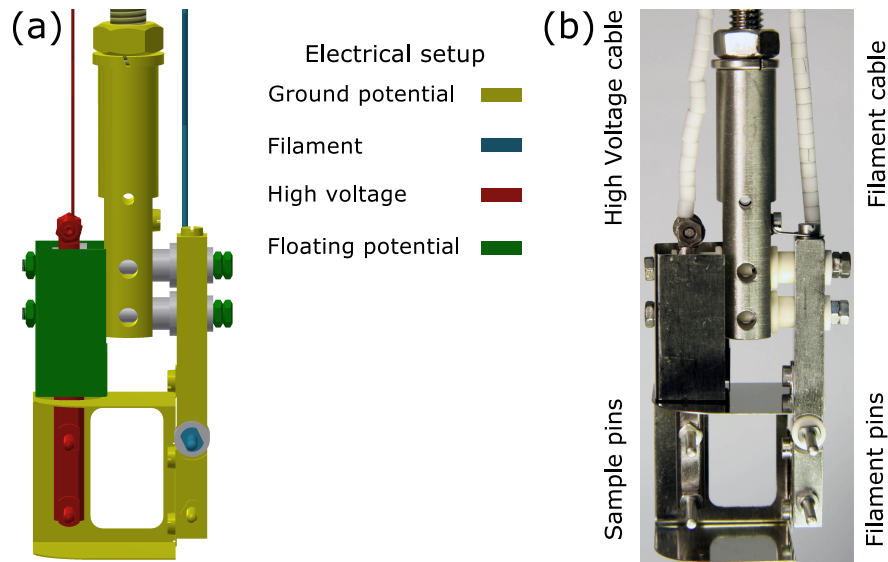 (a)
Electrical setup
Ground potential
Filament
High voltage
Floating potential
(b)
High Voltage cable
Filament cable
Sample pins
Filament pins